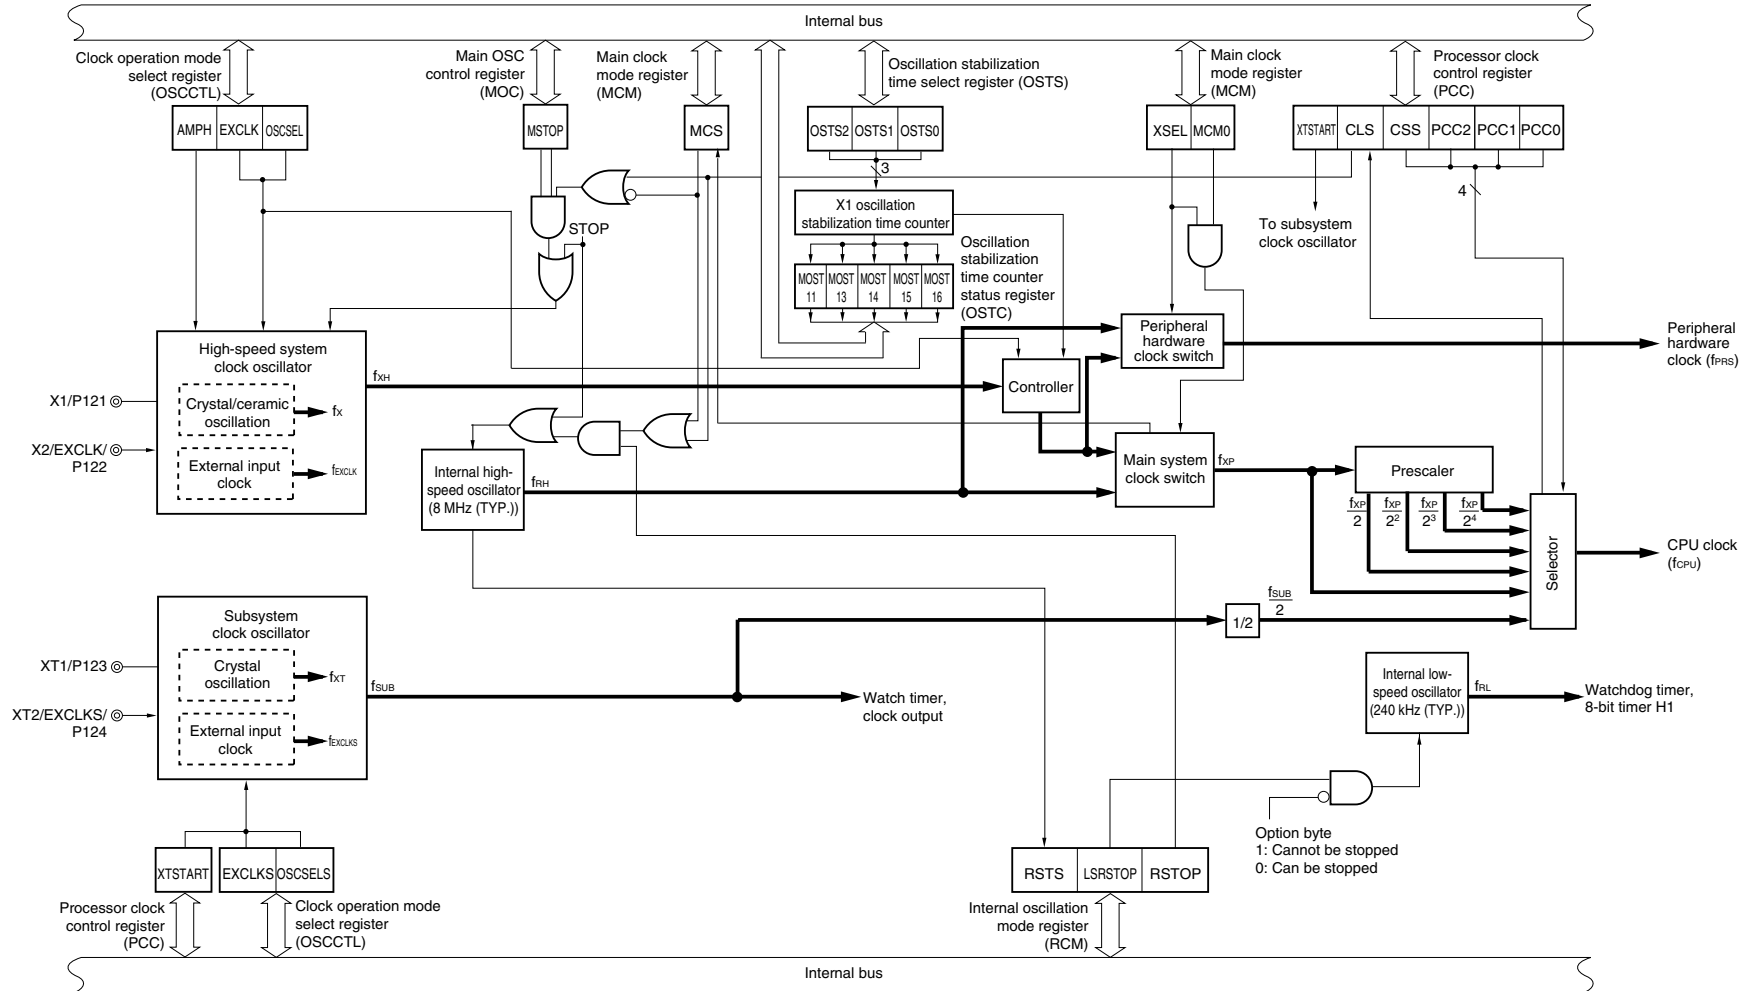 Internal bus
Clock operation mode
select register
(OSCCTL)
Main OSC
control register
(MOC)
Main clock
mode register
(MCM)
Oscillation stabilization
time select register (OSTS)
Main clock
mode register
(MCM)
Processor clock
control register
(PCC)
AMPH EXCLK OSCSEL
MSTOP
MCS
OSTS2 OSTS1 OSTS0
XSEL MCM0
XTSTART CLS CSS PCC2 PCC1 PCC0
3
4
X1 oscillation
stabilization time counter
To subsystem
clock oscillator
STOP
Oscillation
stabilization
time counter
status register
(OSTC)
MOST MOST MOST MOST MOST
11 13 14 15 16
High-speed system
clock oscillator
Crystal/ceramic
oscillation
fX
External input
clock
fEXCLK
X1/P121
X2/EXCLK/
P122
fXH
Controller
Peripheral
hardware
clock switch
Peripheral
hardware
clock (fPRS)
Internal high-
speed oscillator
(8 MHz (TYP.))
fRH
Main system
clock switch
fXP
Prescaler
fXP fXP fXP fXP
2 2² 2³ 2⁴
Selector
CPU clock
(fCPU)
fSUB
2
1/2
Subsystem
clock oscillator
Crystal
oscillation
fXT
External input
clock
fEXCLKS
XT1/P123
XT2/EXCLKS/
P124
fSUB
Watch timer,
clock output
Internal low-
speed oscillator
(240 kHz (TYP.))
fRL
Watchdog timer,
8-bit timer H1
Option byte
1: Cannot be stopped
0: Can be stopped
XTSTART
EXCLKS OSCSELS
RSTS LSRSTOP RSTOP
Processor clock
control register
(PCC)
Clock operation mode
select register
(OSCCTL)
Internal oscillation
mode register
(RCM)
Internal bus